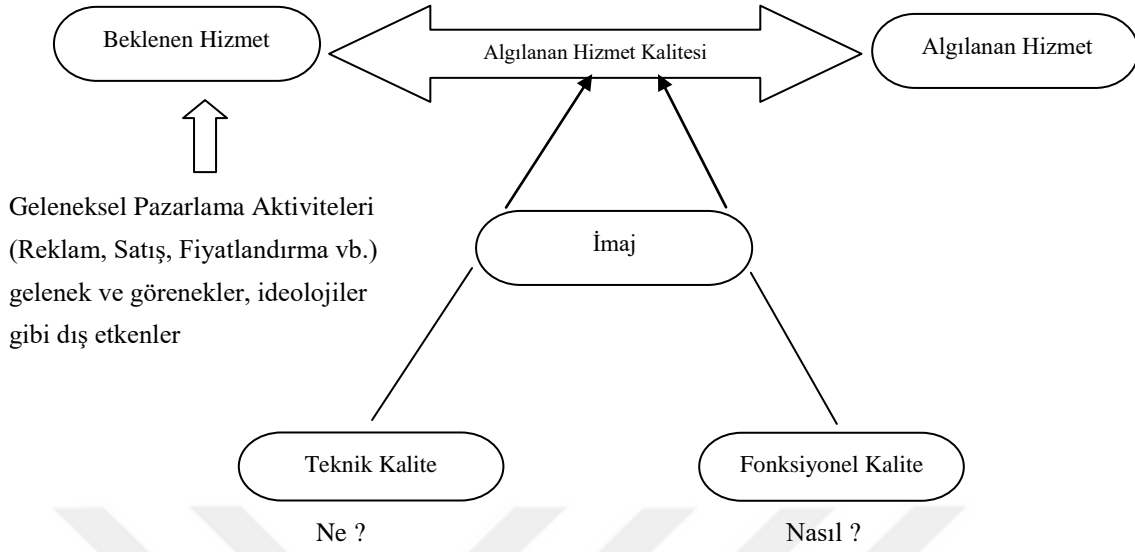 Beklenen Hizmet
Algılanan Hizmet Kalitesi
Algılanan Hizmet
Geleneksel Pazarlama Aktiviteleri
(Reklam, Satış, Fiyatlandırma vb.)
gelenek ve görenekler, ideolojiler
gibi dış etkenler
İmaj
Teknik Kalite
Fonksiyonel Kalite
Ne ?
Nasıl ?